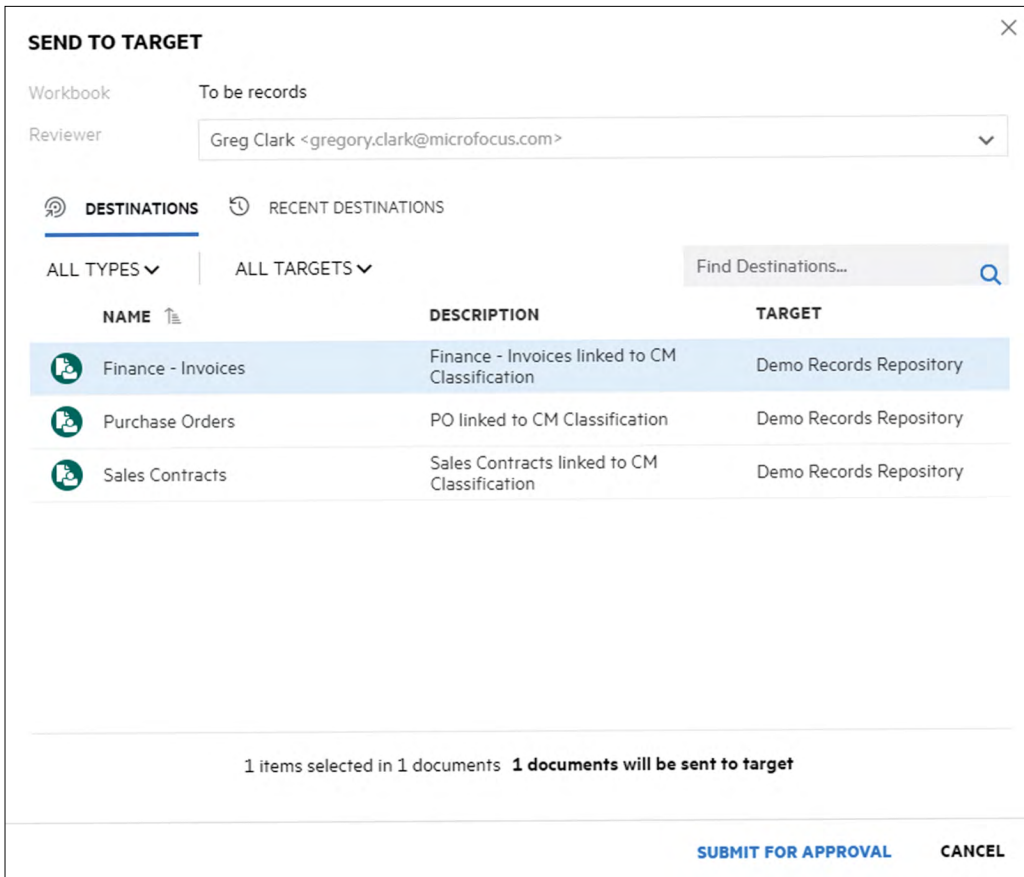 SEND TO TARGET
Workbook To be records
Reviewer Greg Clark <gregory.clark@microfocus.com>
DESTINATIONS RECENT DESTINATIONS
ALL TYPES ALL TARGETS Find Destinations...
NAME DESCRIPTION TARGET
Finance - Invoices Finance - Invoices linked to CM Demo Records Repository
Classification
Purchase Orders PO linked to CM Classification Demo Records Repository
Sales Contracts Sales Contracts linked to CM Demo Records Repository
Classification
1 items selected in 1 documents 1 documents will be sent to target
SUBMIT FOR APPROVAL CANCEL